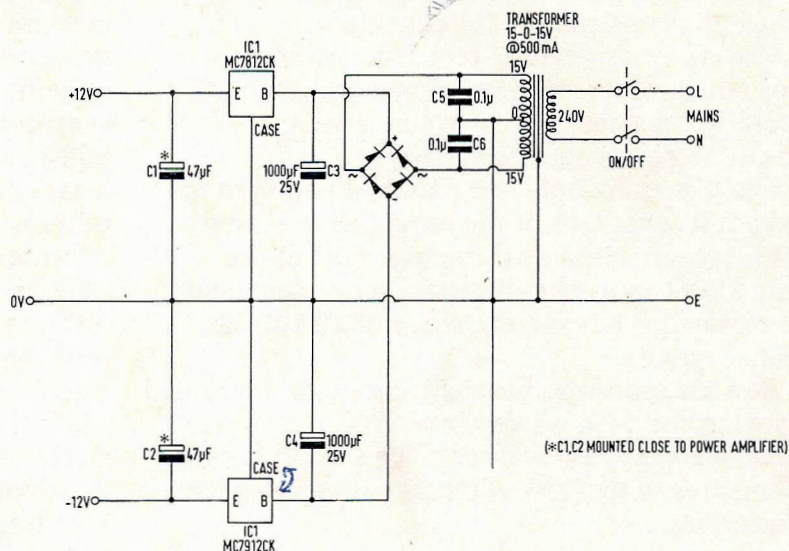 TRANSFORMER
15-0-15V
@500mA
IC1
MC7812CK
15V
+12V
E
B
C5
0.1µ
0
240V
L
MAINS
CASE
0.1µ
C6
N
ON/OFF
*
C1
47µF
1000µF
25V
C3
+
~
~
-
15V
0V
E
*
C2
47µF
C4
1000µF
25V
(*C1,C2 MOUNTED CLOSE TO POWER AMPLIFIER)
CASE
-12V
E
B
IC1
MC7912CK